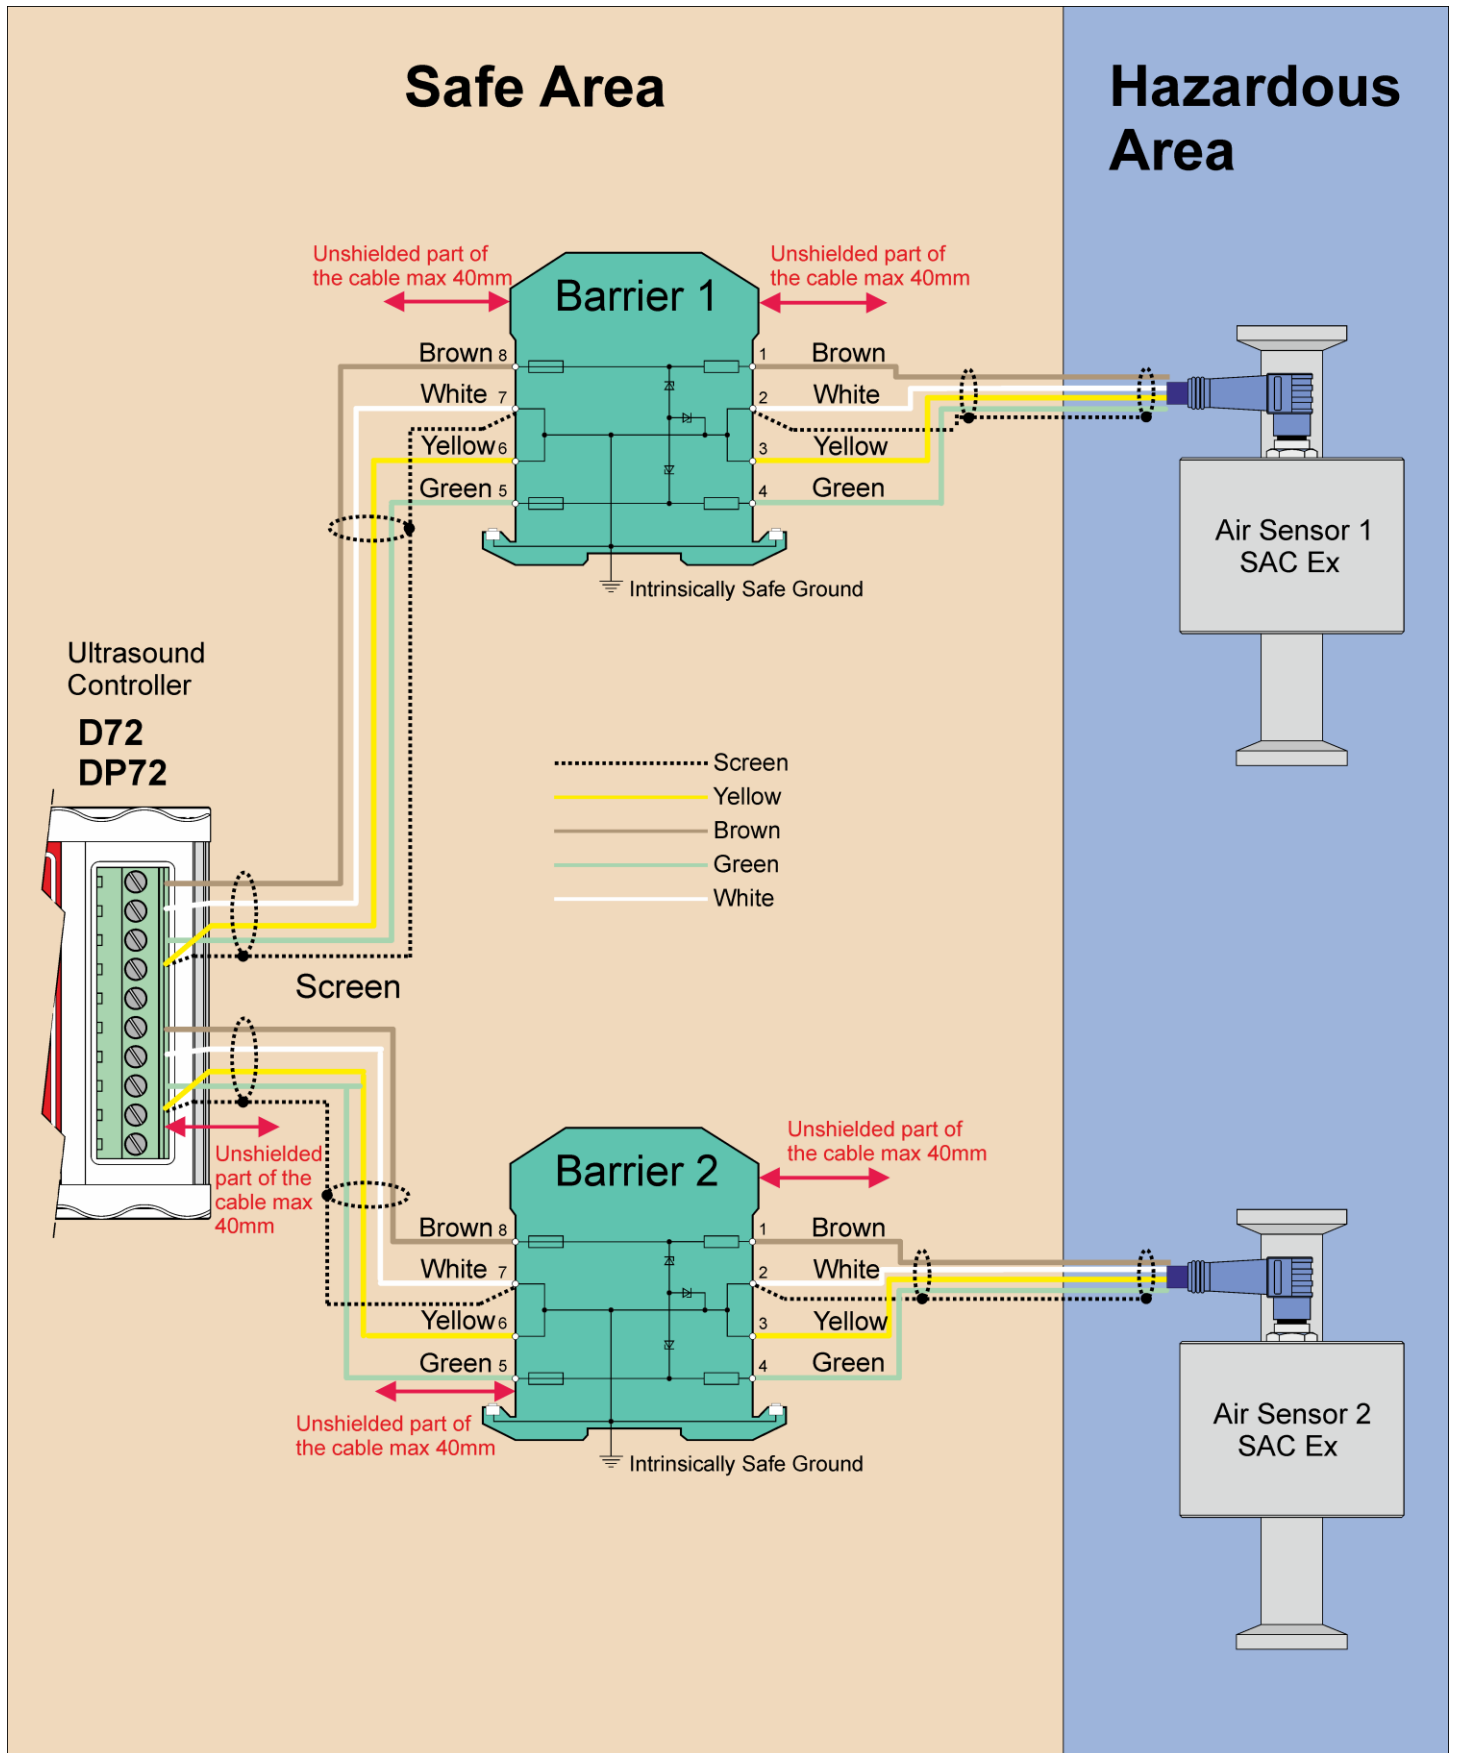 Safe Area
Hazardous
Area
Unshielded part of
the cable max 40mm
Unshielded part of
the cable max 40mm
Barrier 1
Brown 8
1 Brown
White 7
2 White
Yellow 6
3 Yellow
Green 5
4 Green
Intrinsically Safe Ground
Air Sensor 1
SAC Ex
Ultrasound
Controller
D72
DP72
Screen
Yellow
Brown
Green
White
Screen
Unshielded
part of the
cable max
40mm
Unshielded part of
the cable max 40mm
Barrier 2
Brown 8
1 Brown
White 7
2 White
Yellow 6
3 Yellow
Green 5
4 Green
Unshielded part of
the cable max 40mm
Intrinsically Safe Ground
Air Sensor 2
SAC Ex